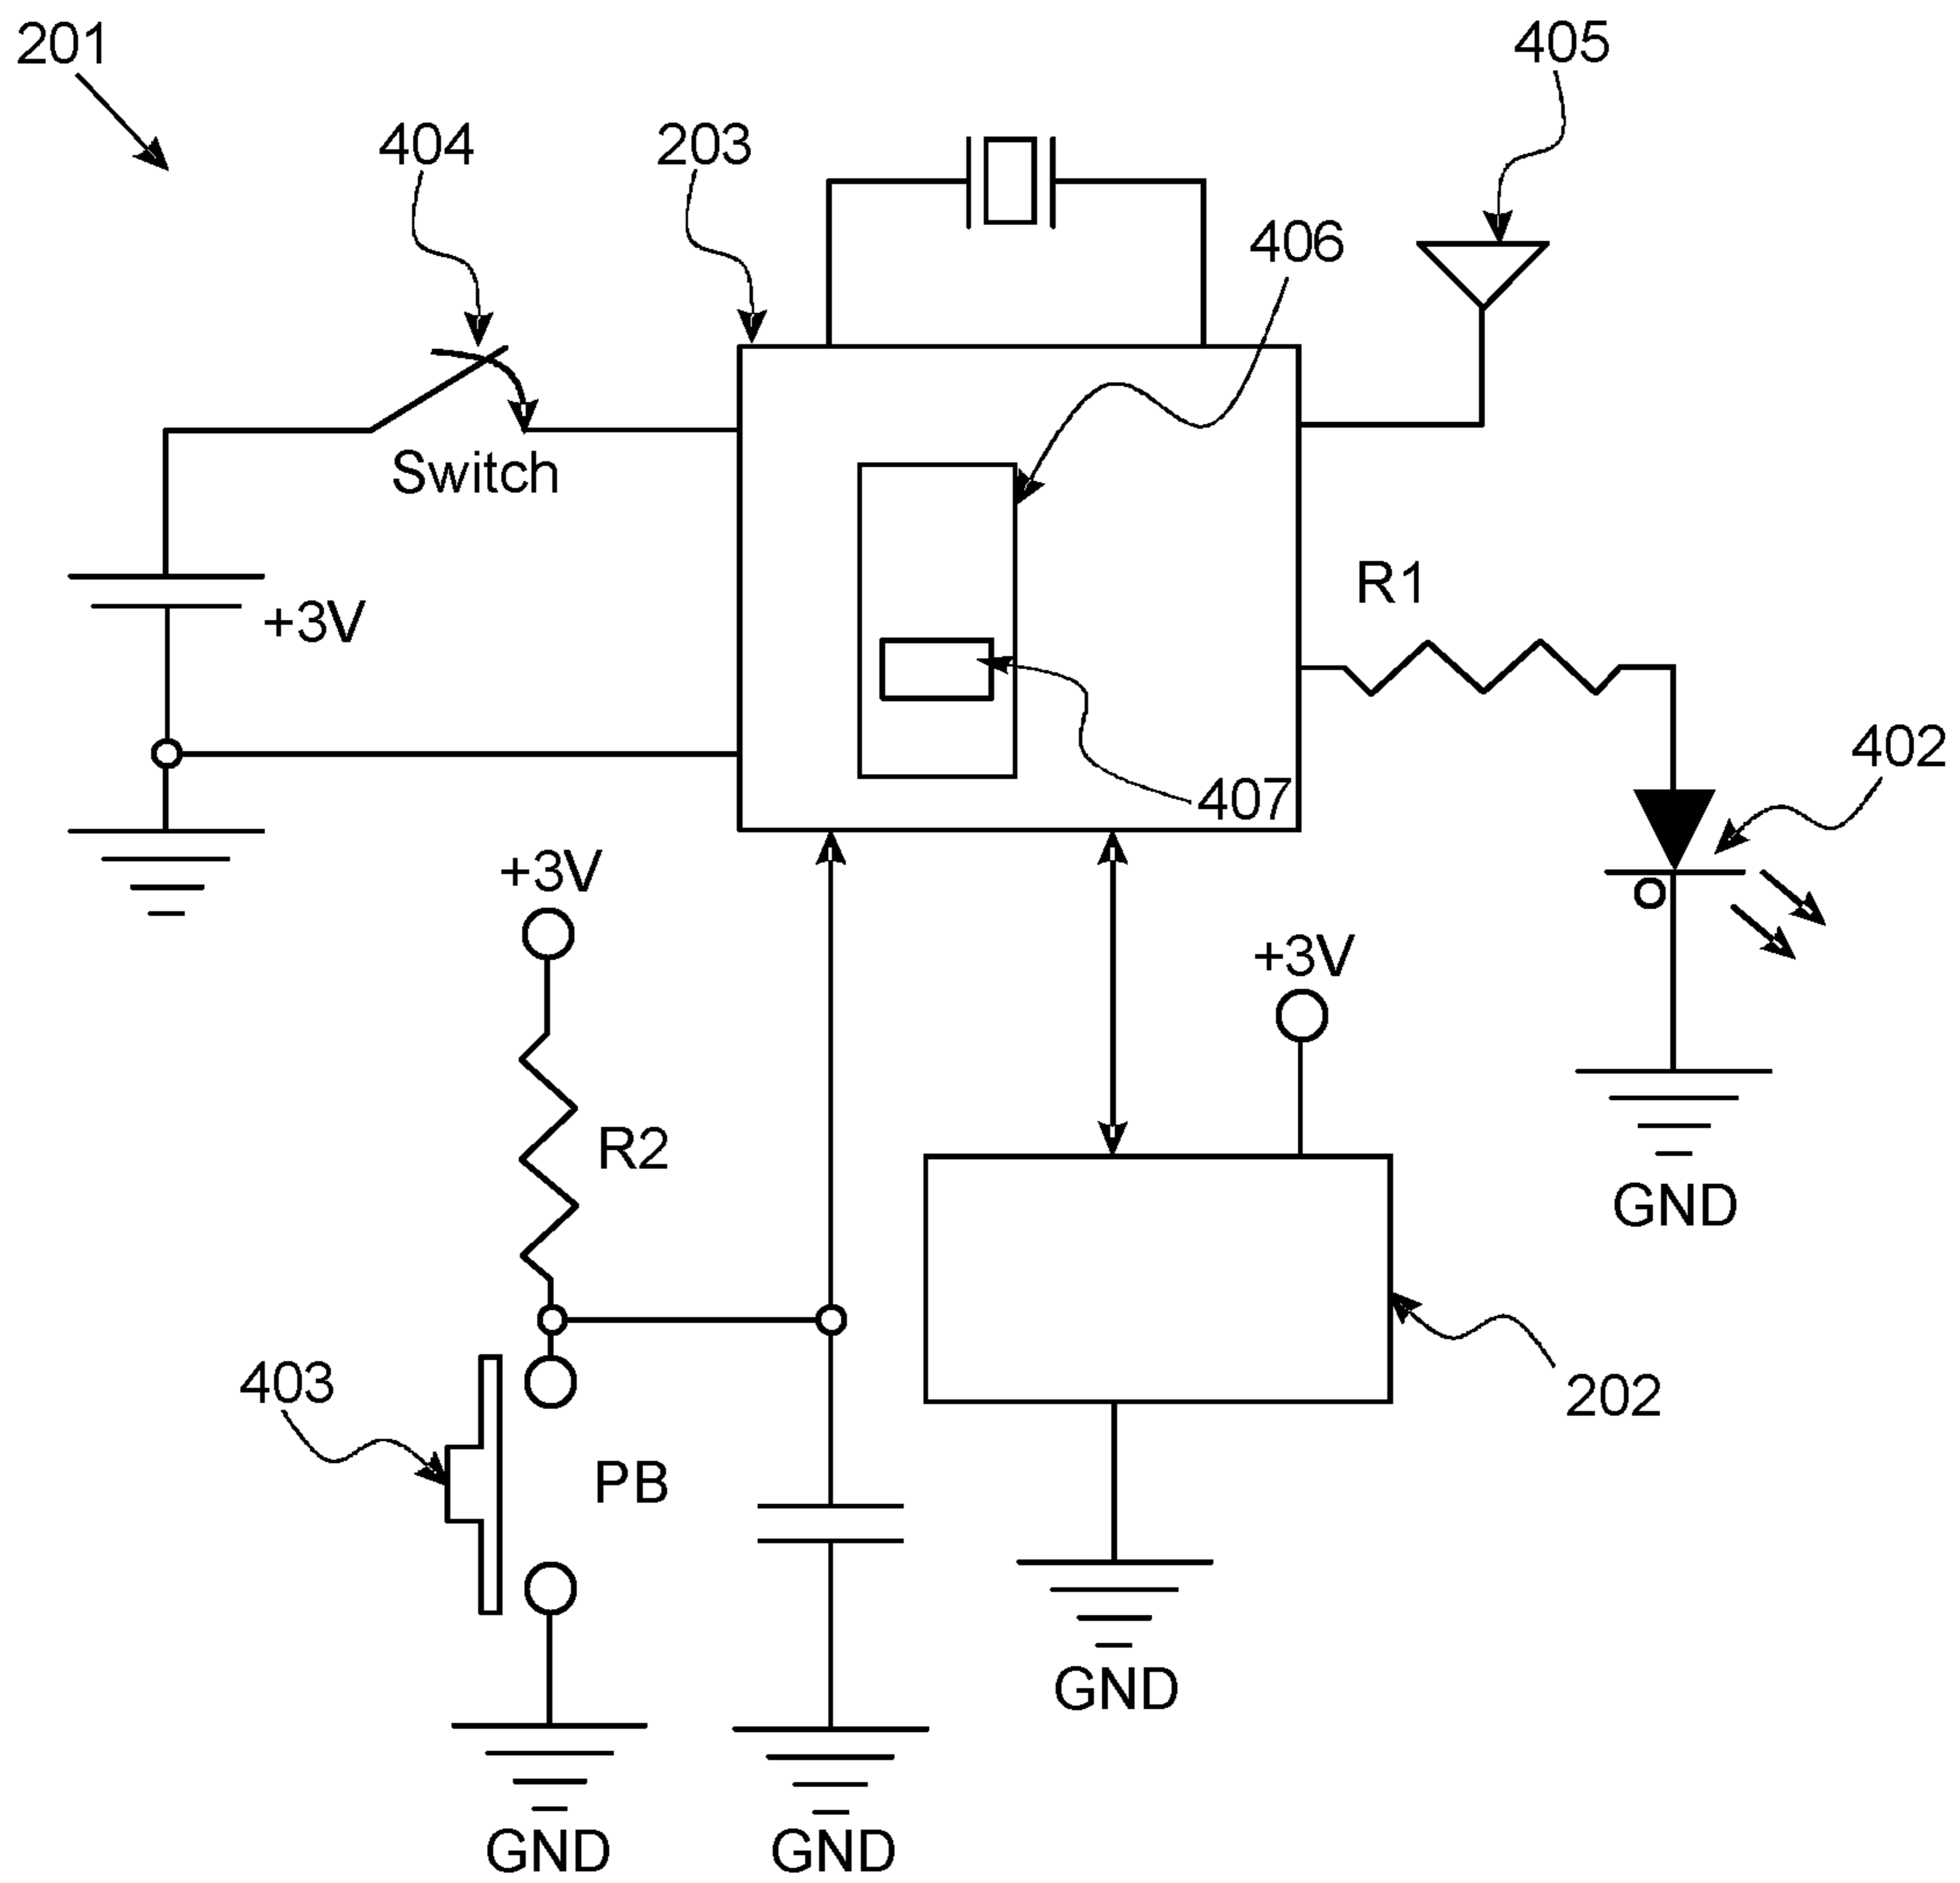 201
405
404
203
406
Switch
R1
+3V
402
407
+3V
+3V
R2
GND
403
202
PB
GND
GND
GND